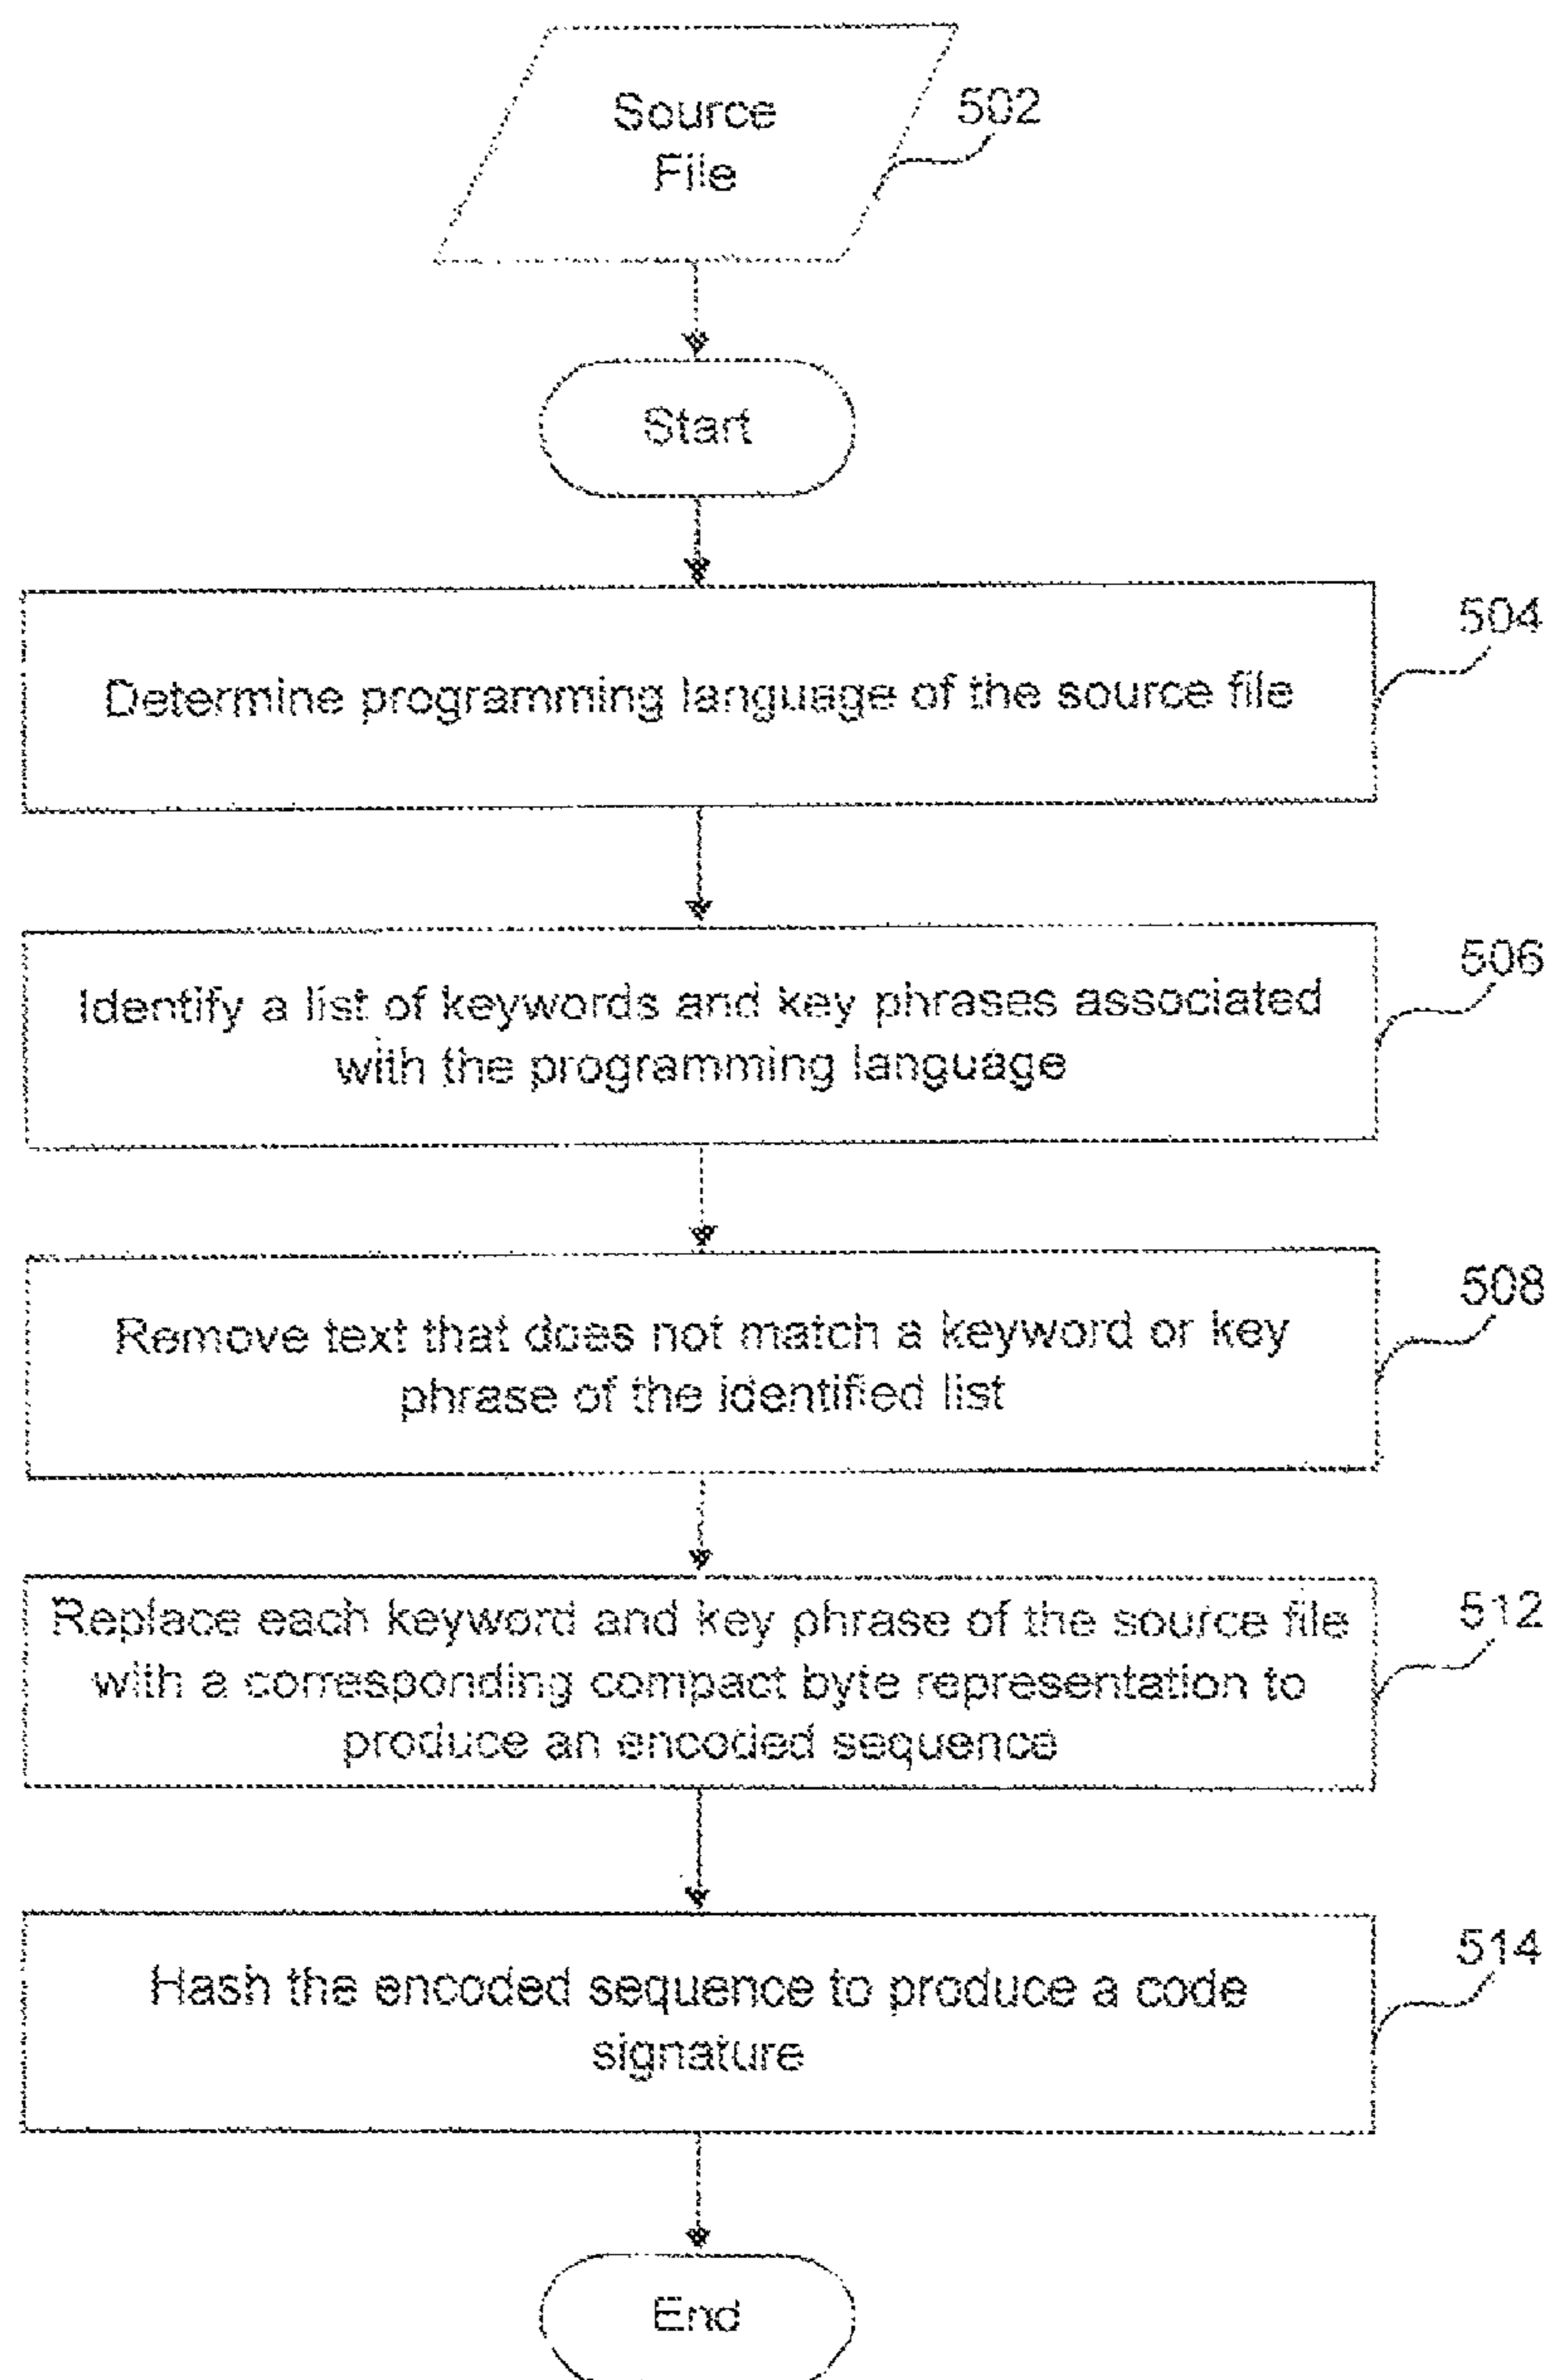 Source
File
502
Start
504
Determine programming language of the source file
506
Identify a list of keywords and key phrases associated
with the programming language
508
Remove text that does not match a keyword or key
phrase of the identified list
512
Replace each keyword and key phrase of the source file
with a corresponding compact byte representation to
produce an encoded sequence
514
Hash the encoded sequence to produce a code
signature
End